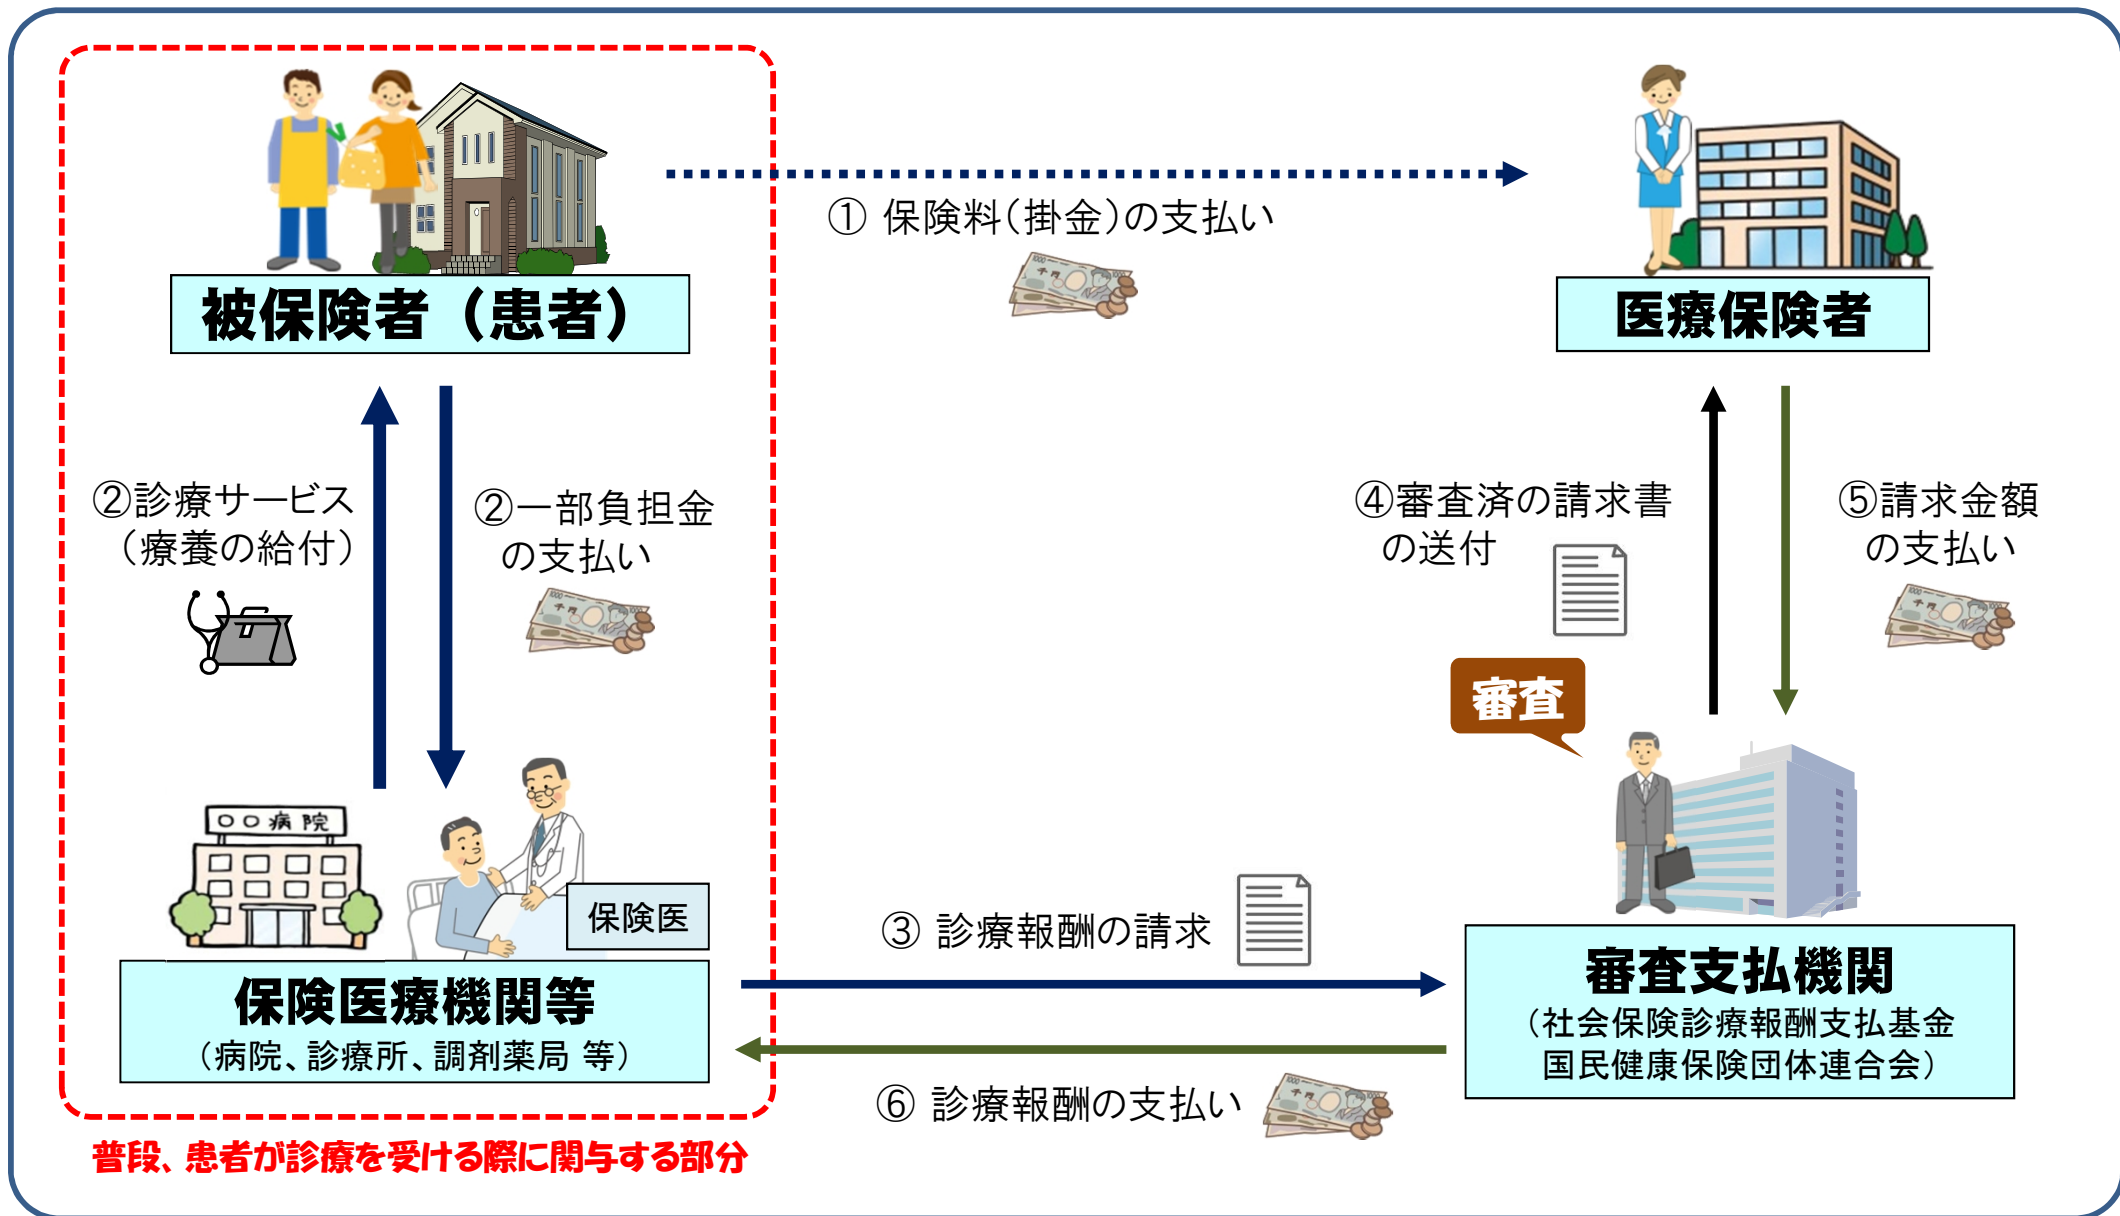 ① 保険料(掛金)の支払い
被保険者（患者）
医療保険者
②診療サービス
（療養の給付）
②一部負担金
の支払い
④審査済の請求書
の送付
⑤請求金額
の支払い
審査
〇〇病院
保険医
③ 診療報酬の請求
保険医療機関等
（病院、診療所、調剤薬局 等）
審査支払機関
（社会保険診療報酬支払基金
国民健康保険団体連合会）
⑥ 診療報酬の支払い
普段、患者が診療を受ける際に関与する部分